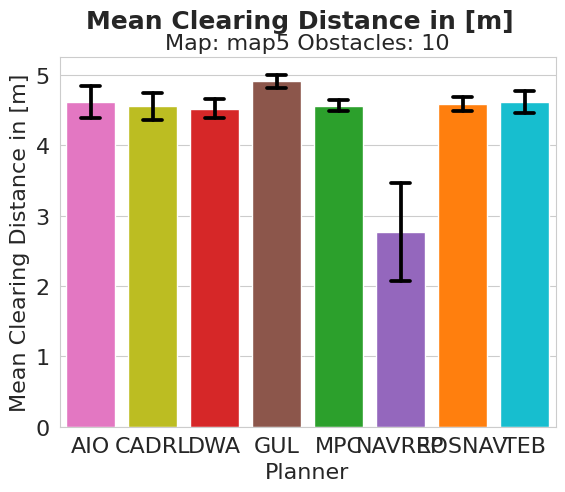 Mean Clearing Distance in [m]
Map: map5 Obstacles: 10
Mean Clearing Distance in [m]
5
4
3
2
1
0
AIO CADRL DWA GUL MPC NAVREP ROSNAV TEB
Planner